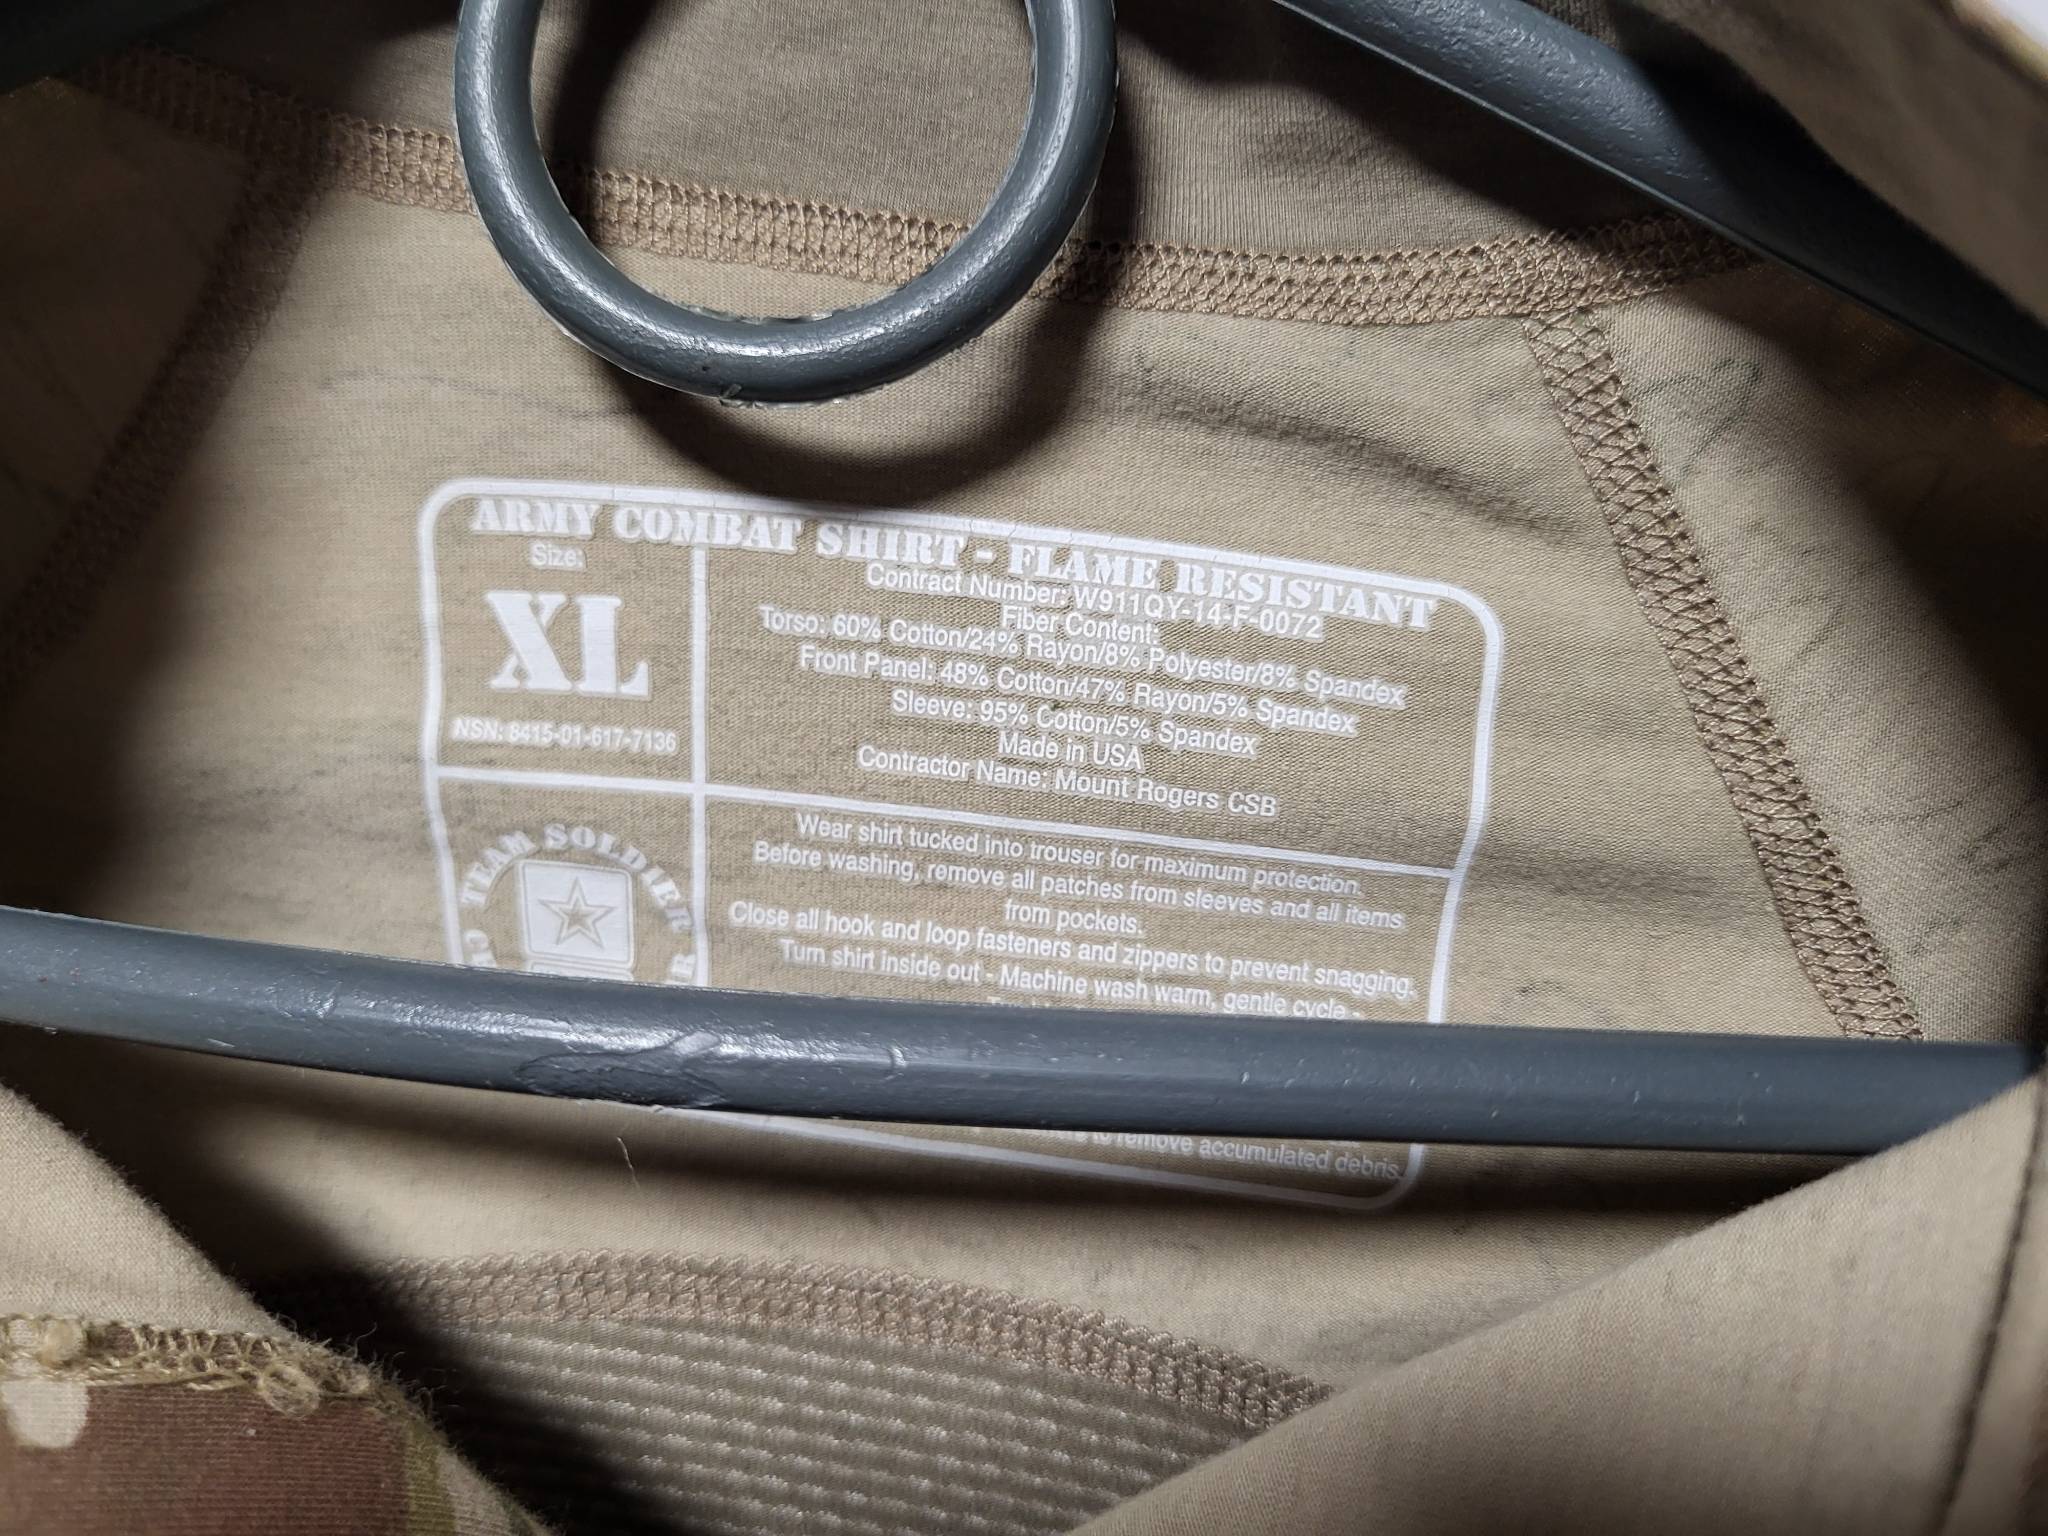 ARMY COMBAT SHIRT - FLAME RESISTANT
Size:
XL
NSN: 8415-01-617-7136
Contract Number: W911QY-14-F-0072
Fiber Content:
Torso: 60% Cotton/24% Rayon/8% Polyester/8% Spandex
Front Panel: 48% Cotton/47% Rayon/5% Spandex
Sleeve: 95% Cotton/5% Spandex
Made in USA
Contractor Name: Mount Rogers CSB
TEAM SOLDIER
Wear shirt tucked into trouser for maximum protection.
Before washing, remove all patches from sleeves and all items
from pockets.
Close all hook and loop fasteners and zippers to prevent snagging.
Turn shirt inside out - Machine wash warm, gentle cycle -
to remove accumulated debris.